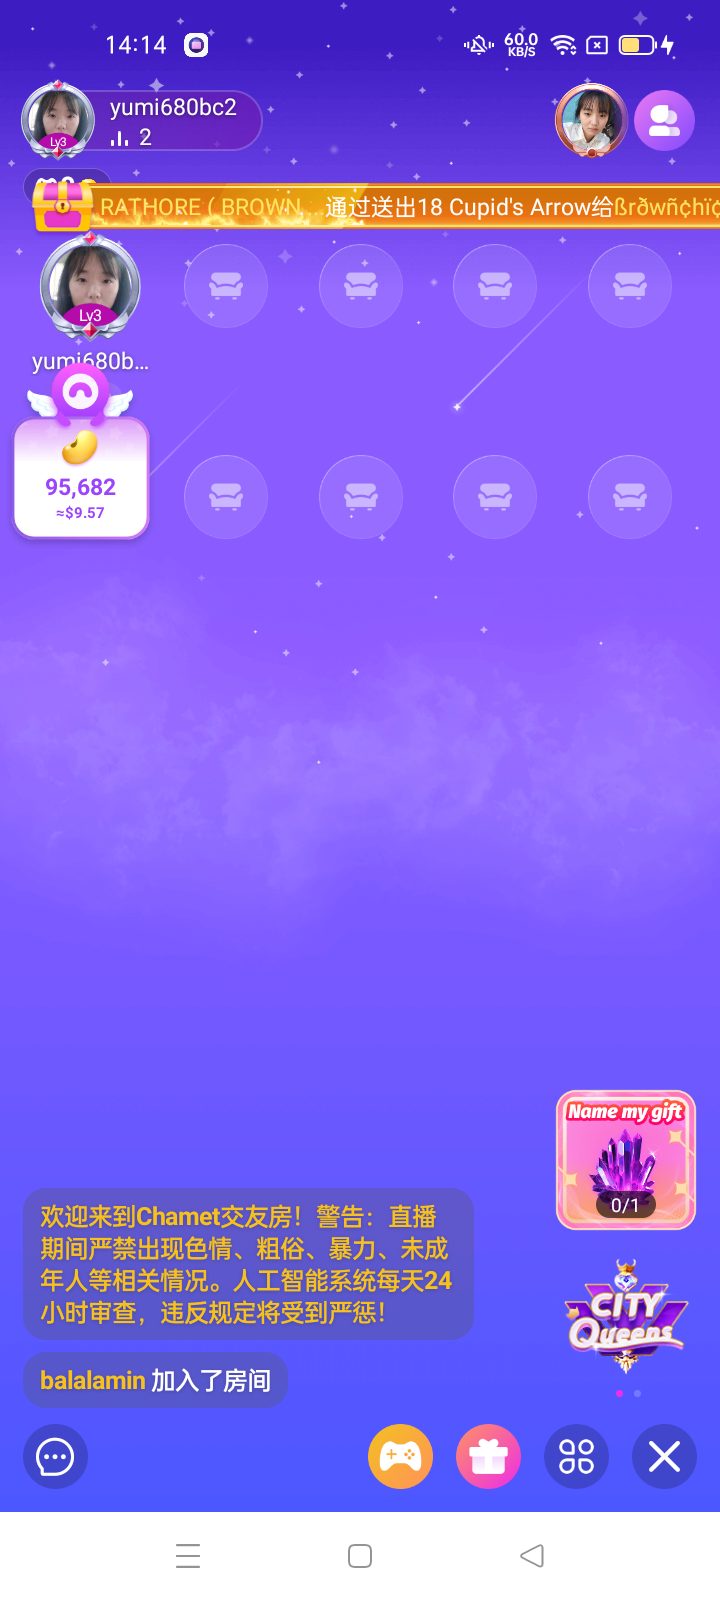 14:14
60.0
KB/S
yumi680bc2
2
Lv3
RATHORE ( BROWN... 通过送出18 Cupid's Arrow给ßrðwñ¢hï¢
Lv3
yumi680b...
95,682
≈$9.57
Name my gift
0/1
欢迎来到Chamet交友房！警告：直播
期间严禁出现色情、粗俗、暴力、未成
年人等相关情况。人工智能系统每天24
小时审查，违反规定将受到严惩！
CITY
Queens
balalamin 加入了房间